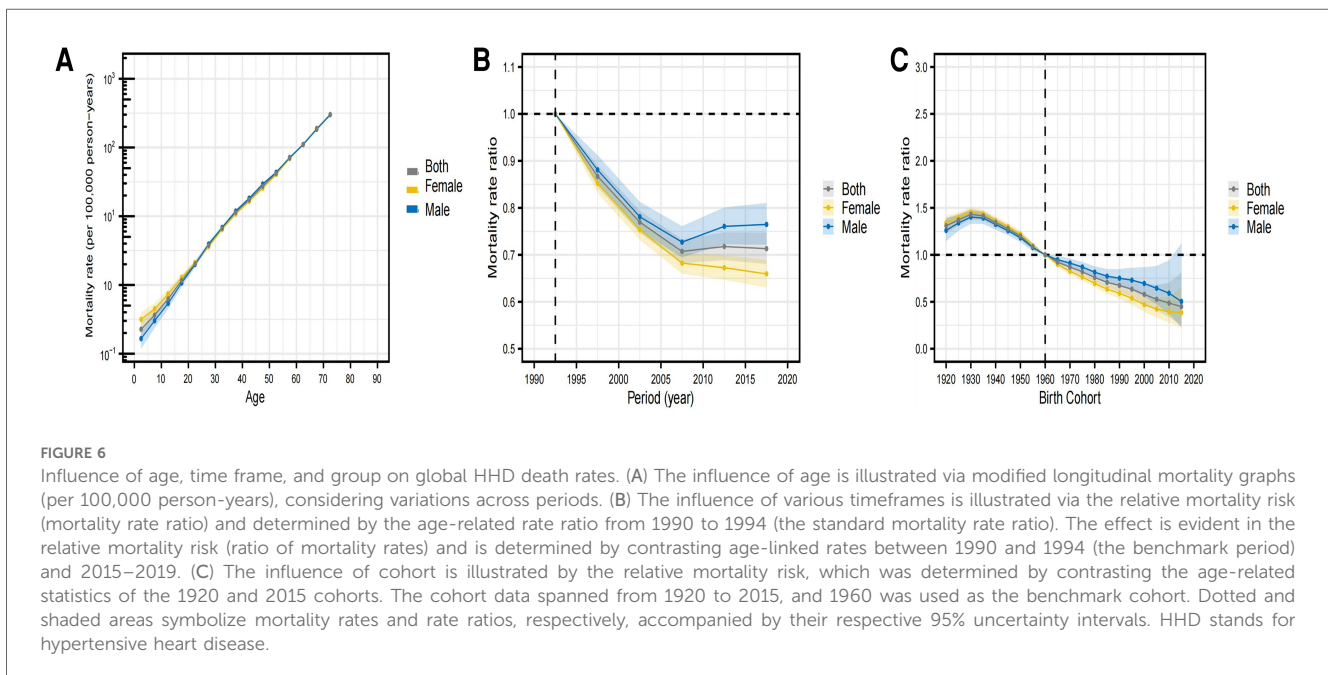 A
Mortality rate (per 100,000 person−years)
10³
10²
10
1
10⁻¹
0 10 20 30 40 50 60 70 80 90
Age
Both
Female
Male
B
Mortality rate ratio
1.1
1.0
0.9
0.8
0.7
0.6
0.5
1990 1995 2000 2005 2010 2015 2020
Period (year)
Both
Female
Male
C
Mortality rate ratio
3.0
2.5
2.0
1.5
1.0
0.5
0.0
1920 1930 1940 1950 1960 1970 1980 1990 2000 2010 2020
Birth Cohort
Both
Female
Male
FIGURE 6
Influence of age, time frame, and group on global HHD death rates. (A) The influence of age is illustrated via modified longitudinal mortality graphs
(per 100,000 person-years), considering variations across periods. (B) The influence of various timeframes is illustrated via the relative mortality risk
(mortality rate ratio) and determined by the age-related rate ratio from 1990 to 1994 (the standard mortality rate ratio). The effect is evident in the
relative mortality risk (ratio of mortality rates) and is determined by contrasting age-linked rates between 1990 and 1994 (the benchmark period)
and 2015–2019. (C) The influence of cohort is illustrated by the relative mortality risk, which was determined by contrasting the age-related
statistics of the 1920 and 2015 cohorts. The cohort data spanned from 1920 to 2015, and 1960 was used as the benchmark cohort. Dotted and
shaded areas symbolize mortality rates and rate ratios, respectively, accompanied by their respective 95% uncertainty intervals. HHD stands for
hypertensive heart disease.